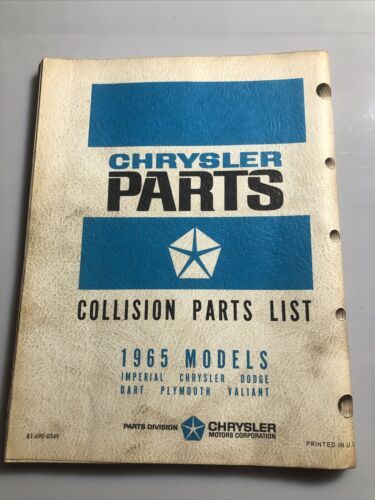 CHRYSLER
PARTS
COLLISION PARTS LIST
1965 MODELS
IMPERIAL CHRYSLER DODGE
DART PLYMOUTH VALIANT
PARTS DIVISION CHRYSLER
MOTORS CORPORATION
81-690-0549
PRINTED IN U.S